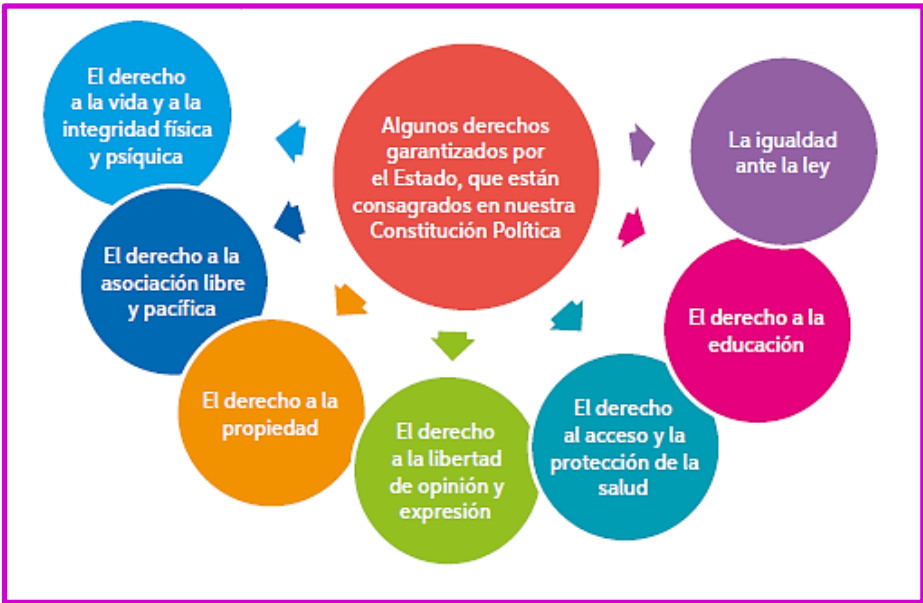 Algunos derechos
garantizados por
el Estado, que están
consagrados en nuestra
Constitución Política
El derecho
a la vida y a la
integridad física
y psíquica
El derecho a la
asociación libre
y pacífica
El derecho a la
propiedad
El derecho
a la libertad
de opinión y
expresión
El derecho
al acceso y la
protección de la
salud
El derecho a la
educación
La igualdad
ante la ley